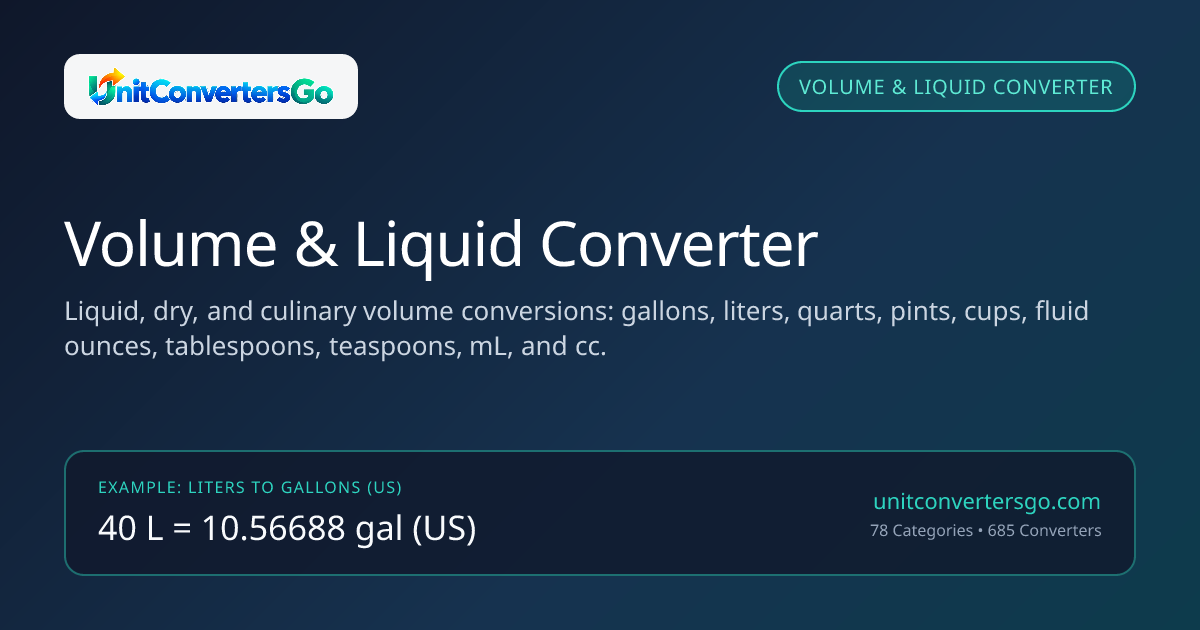 UnitConvertersGo
VOLUME & LIQUID CONVERTER
Volume & Liquid Converter
Liquid, dry, and culinary volume conversions: gallons, liters, quarts, pints, cups, fluid
ounces, tablespoons, teaspoons, mL, and cc.
EXAMPLE: LITERS TO GALLONS (US)
40 L = 10.56688 gal (US)
unitconvertersgo.com
78 Categories • 685 Converters